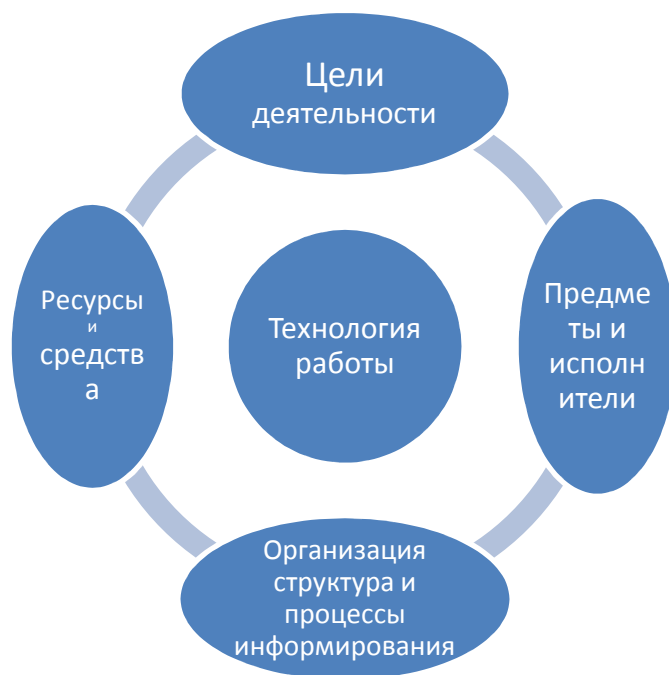 Цели
деятельности
Ресурсы
и
средств
а
Технология
работы
Предме
ты и
исполн
ители
Организация
структура и
процессы
информирования